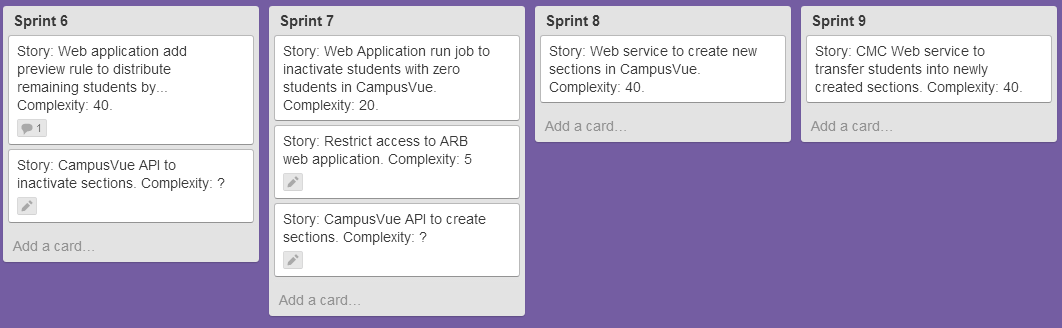 Sprint 6
Story: Web application add
preview rule to distribute
remaining students by...
Complexity: 40.
1
Story: CampusVue API to
inactivate sections. Complexity: ?
Add a card...
Sprint 7
Story: Web Application run job to
inactivate students with zero
students in CampusVue.
Complexity: 20.
Story: Restrict access to ARB
web application. Complexity: 5
Story: CampusVue API to create
sections. Complexity: ?
Add a card...
Sprint 8
Story: Web service to create new
sections in CampusVue.
Complexity: 40.
Add a card...
Sprint 9
Story: CMC Web service to
transfer students into newly
created sections. Complexity: 40.
Add a card...